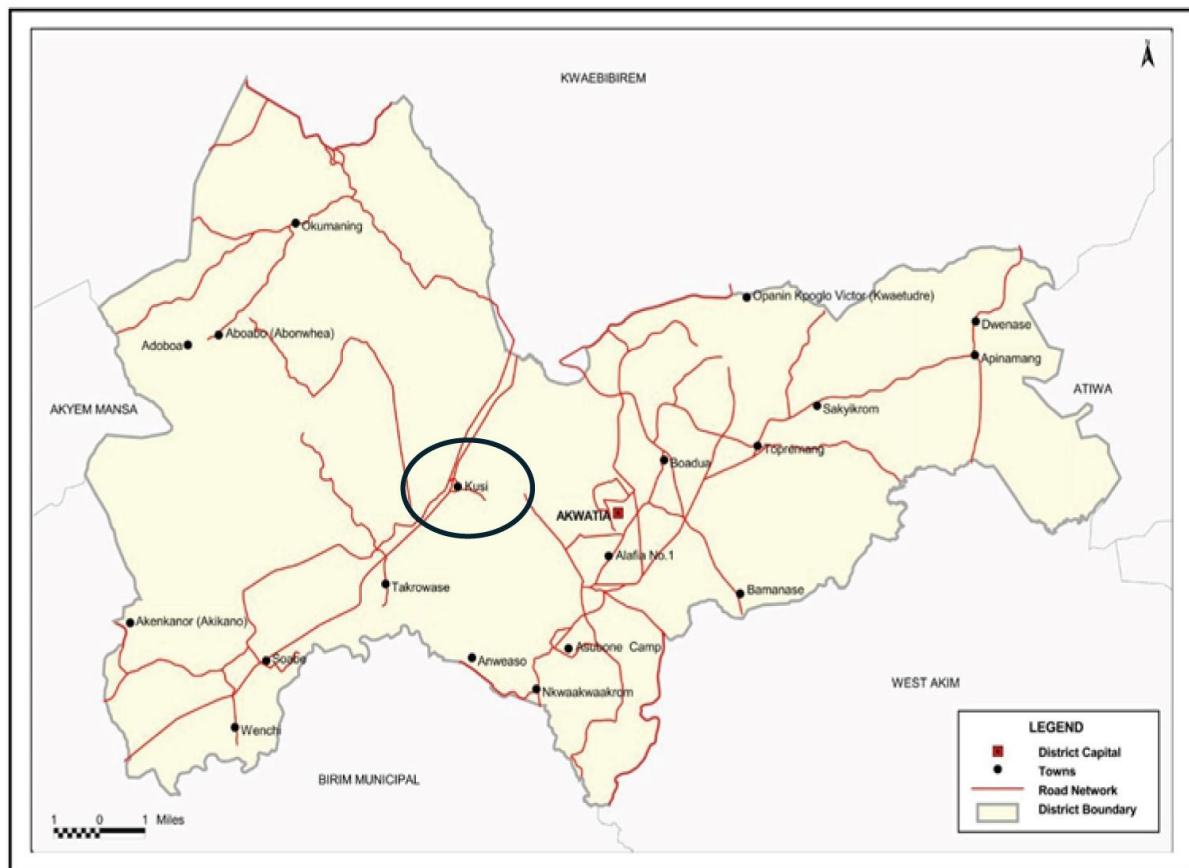 N
KWAEBIBIREM
Okumaning
Opanin Kpoglo Victor (Kwaetudre)
Dwenase
Aboabo (Abonwhea)
Adoboa
Apinamang
ATIWA
AKYEM MANSA
Sakyikrom
Topremang
Boadua
Kusi
AKWATIA
Alafia No.1
Takrowase
Bamanase
Akenkanor (Akikano)
Asubone Camp
Soabe
Anweaso
WEST AKIM
Nkwaakwaakrom
Wenchi
BIRIM MUNICIPAL
LEGEND
District Capital
Towns
Road Network
District Boundary
1 0 1 Miles